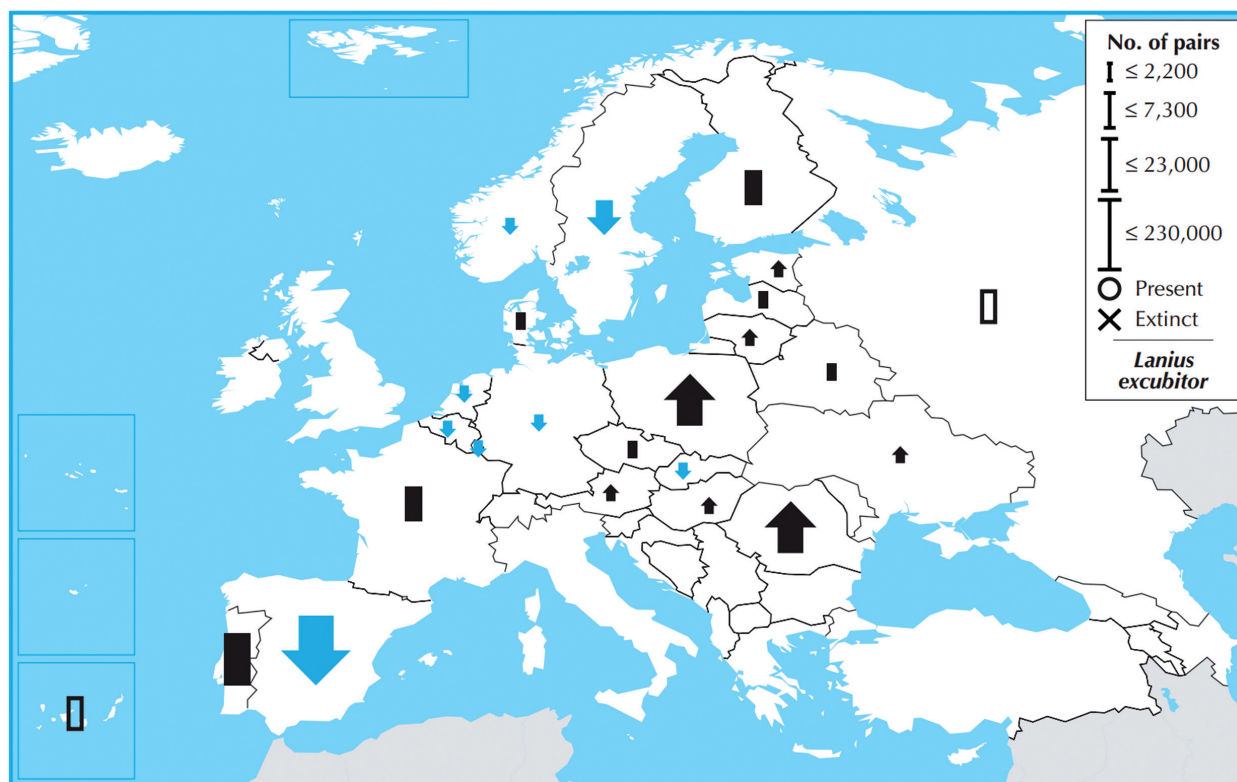 No. of pairs
≤ 2,200
≤ 7,300
≤ 23,000
≤ 230,000
Present
Extinct
Lanius
excubitor